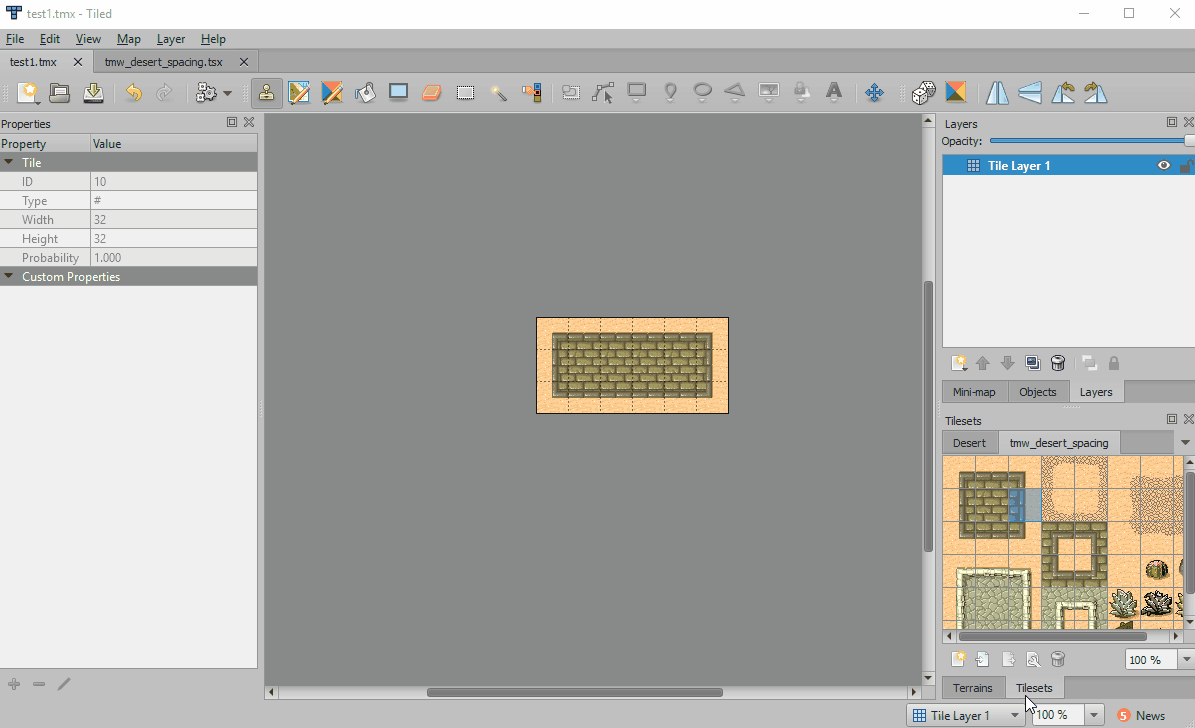 test1.tmx - Tiled
File Edit View Map Layer Help
test1.tmx tmw_desert_spacing.tsx
Properties
Property Value
Tile
ID 10
Type #
Width 32
Height 32
Probability 1.000
Custom Properties
Layers
Opacity:
Tile Layer 1
Mini-map Objects Layers
Tilesets
Desert tmw_desert_spacing
100 %
Terrains Tilesets
Tile Layer 1 100 % 5 News